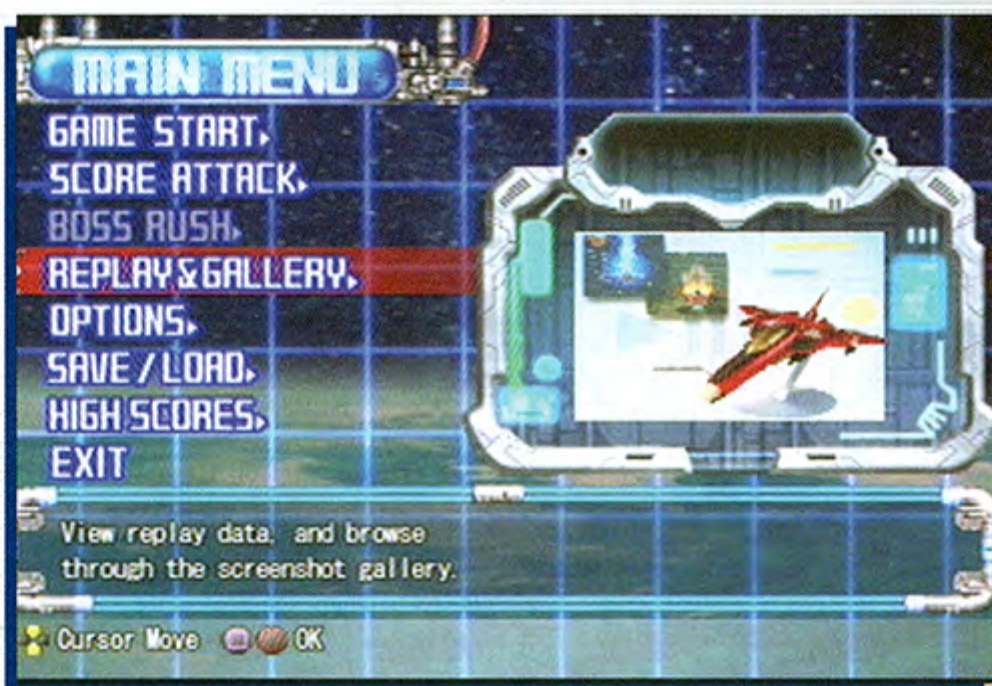 MAIN MENU
GAME START
SCORE ATTACK
BOSS RUSH
REPLAY & GALLERY
OPTIONS
SAVE / LOAD
HIGH SCORES
EXIT
View replay data, and browse
through the screenshot gallery.
Cursor Move OK